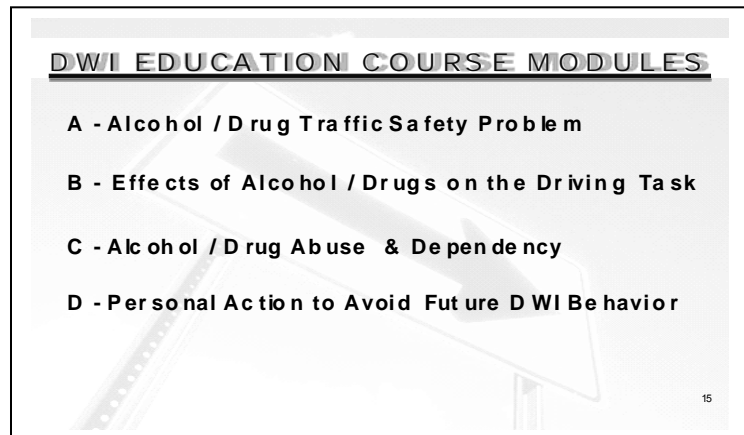 DWI EDUCATION COURSE MODULES
A - Alcohol / Drug Traffic Safety Problem
B - Effects of Alcohol / Drugs on the Driving Task
C - Alcohol / Drug Abuse & Dependency
D - Personal Action to Avoid Future DWI Behavior
15